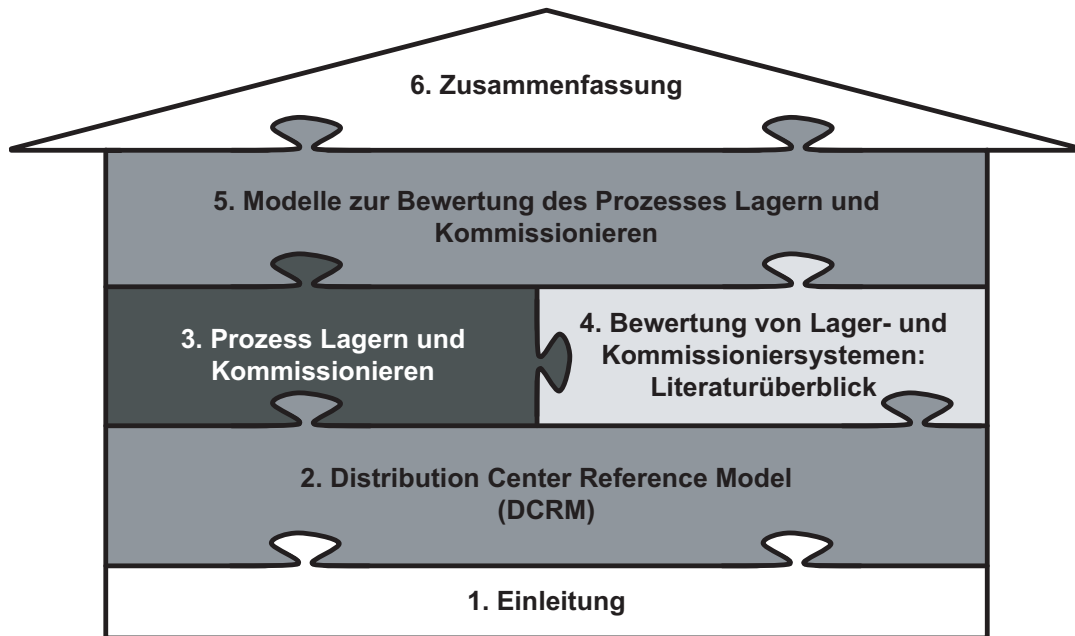 6. Zusammenfassung
5. Modelle zur Bewertung des Prozesses Lagern und
Kommissionieren
3. Prozess Lagern und
Kommissionieren
4. Bewertung von Lager- und
Kommissioniersystemen:
Literaturüberblick
2. Distribution Center Reference Model
(DCRM)
1. Einleitung